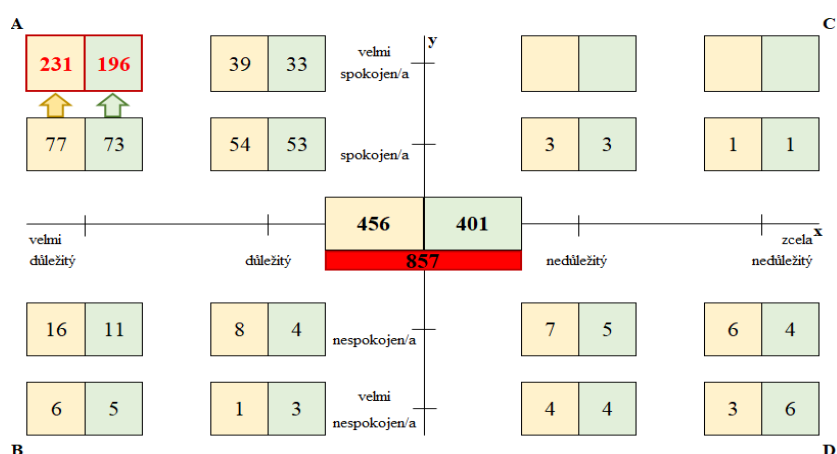 A C
231 196 39 33 velmi y
spokojen/a
77 73 54 53 spokojen/a 3 3 1 1
456 401
velmi zcela x
důležitý důležitý 857 nedůležitý nedůležitý
16 11 8 4 nespokojen/a 7 5 6 4
6 5 1 3 velmi 4 4 3 6
nespokojen/a
B D